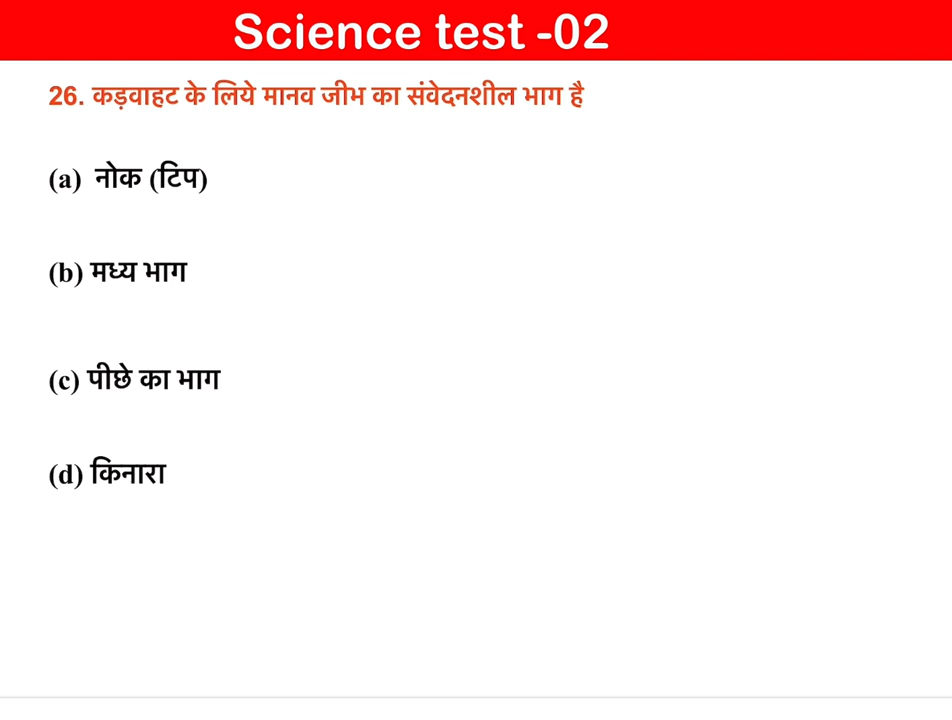 Science test -02
26. कड़वाहट के लिये मानव जीभ का संवेदनशील भाग है
(a) नोक (टिप)
(b) मध्य भाग
(c) पीछे का भाग
(d) किनारा